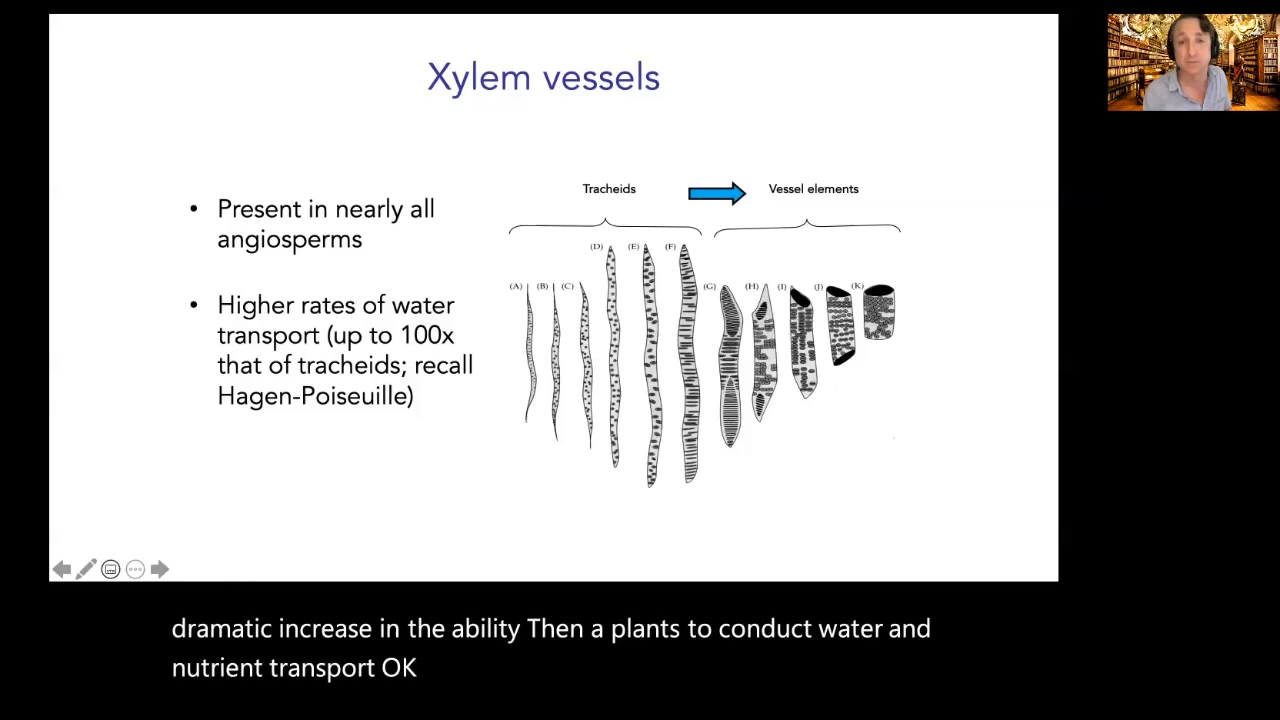 Xylem vessels
• Present in nearly all
angiosperms
• Higher rates of water
transport (up to 100x
that of tracheids; recall
Hagen-Poiseuille)
Tracheids
Vessel elements
(D) (E) (F)
(A) (B) (C) (G) (H) (I) (J) (K)
dramatic increase in the ability Then a plants to conduct water and
nutrient transport OK